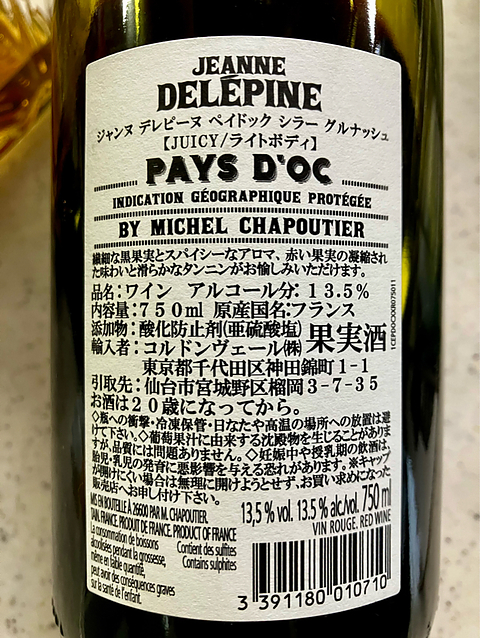 JEANNE
DELÉPINE
ジャンヌ デレピーヌ ペイドック シラー グルナッシュ
【JUICY/ライトボディ】
PAYS D'OC
INDICATION GÉOGRAPHIQUE PROTÉGÉE
BY MICHEL CHAPOUTIER
繊細な黒果実とスパイシーなアロマ、赤い果実の凝縮され
た味わいと滑らかなタンニンがお愉しみいただけます。
品名：ワイン アルコール分：13.5%
内容量：750ml 原産国名：フランス
添加物：酸化防止剤(亜硫酸塩) 果実酒
輸入者：コルドンヴェール㈱
東京都千代田区神田錦町1-1
引取先：仙台市宮城野区榴岡3-7-35
お酒は20歳になってから。
◇瓶への衝撃・冷凍保管・日なたや高温の場所への放置は避
けて下さい。◇葡萄果汁に由来する沈殿物を生じることがありま
すが、品質には問題ありません。◇妊娠中や授乳期の飲酒は、
胎児・乳児の発育に悪影響を与える恐れがあります。※キャップ
が開けにくい場合は無理に開けようとせず、お買い求めになった
販売店へお申し付け下さい。
1CEPDOCXXR075011
MIS EN BOUTEILLE À 26600 PAR M. CHAPOUTIER.
TAIN. FRANCE. PRODUIT DE FRANCE. PRODUCT OF FRANCE
La consommation de boissons
alcoolisées pendant la grossesse,
même en faible quantité,
peut avoir des conséquences graves
sur la santé de l'enfant.
Contient des sulfites
Contains sulphites
13,5 % vol. 13.5 % alc./vol. 750 ml
VIN ROUGE. RED WINE
3 391180 010710